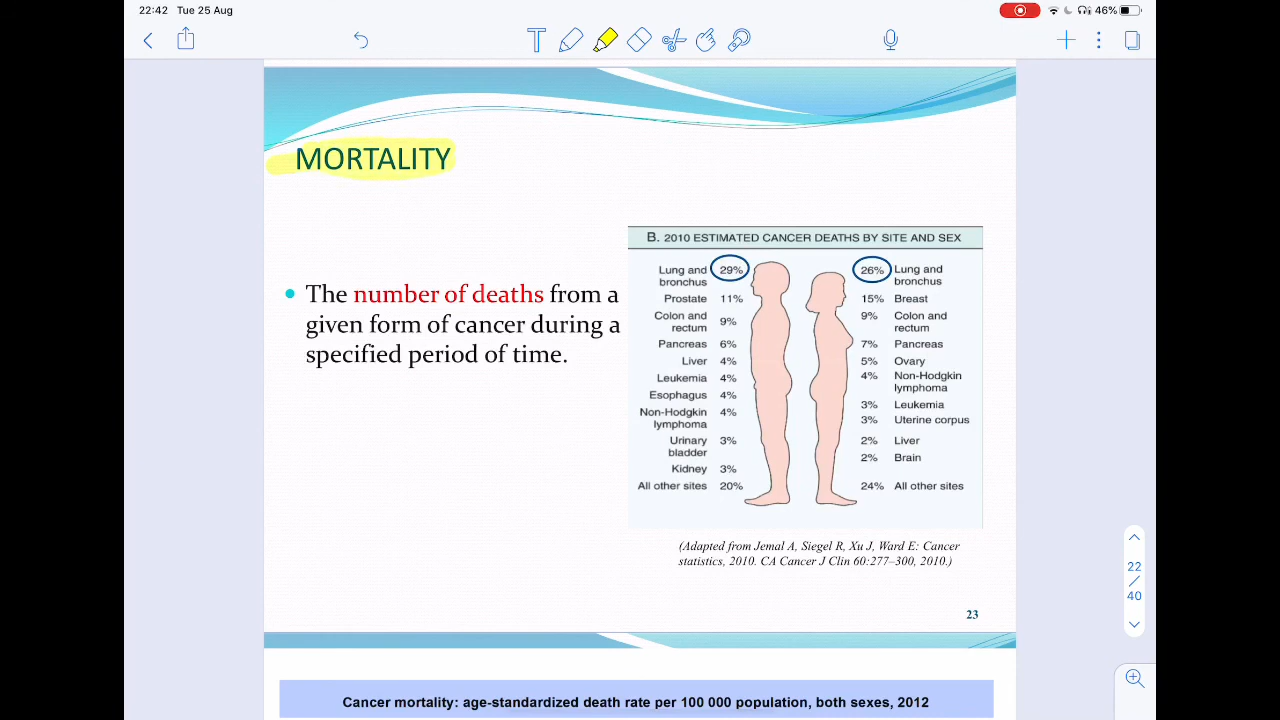 22:42 Tue 25 Aug
46%
MORTALITY
The number of deaths from a
given form of cancer during a
specified period of time.
B. 2010 ESTIMATED CANCER DEATHS BY SITE AND SEX
Lung and bronchus 29%
Prostate 11%
Colon and rectum 9%
Pancreas 6%
Liver 4%
Leukemia 4%
Esophagus 4%
Non-Hodgkin lymphoma 4%
Urinary bladder 3%
Kidney 3%
All other sites 20%
26% Lung and bronchus
15% Breast
9% Colon and rectum
7% Pancreas
5% Ovary
4% Non-Hodgkin lymphoma
3% Leukemia
3% Uterine corpus
2% Liver
2% Brain
24% All other sites
(Adapted from Jemal A, Siegel R, Xu J, Ward E: Cancer
statistics, 2010. CA Cancer J Clin 60:277–300, 2010.)
23
22
/
40
Cancer mortality: age-standardized death rate per 100 000 population, both sexes, 2012